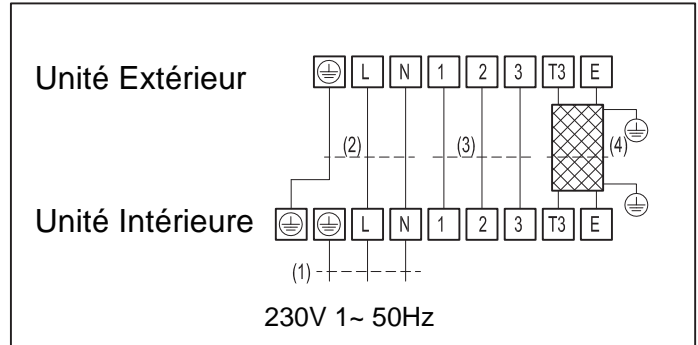 Unité Extérieur L N 1 2 3 T3 E
(2) (3) (4)
Unité Intérieure L N 1 2 3 T3 E
(1)
230V 1~ 50Hz